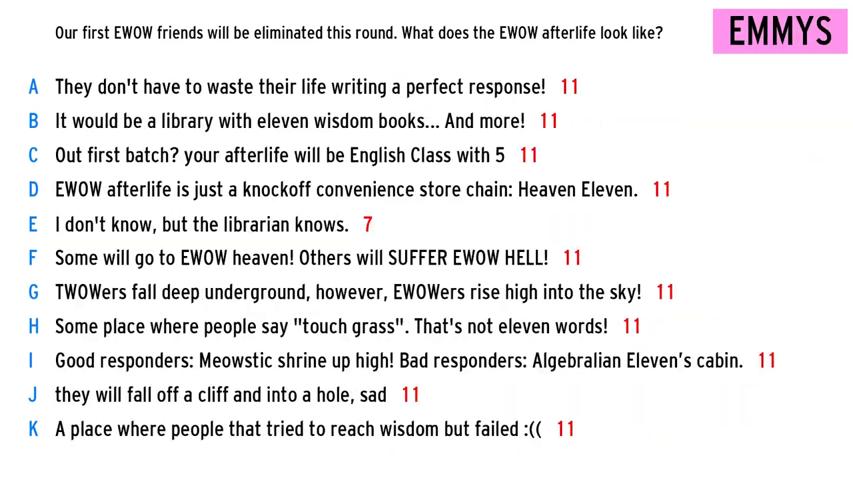 Our first EWOW friends will be eliminated this round. What does the EWOW afterlife look like?
EMMYS
A They don't have to waste their life writing a perfect response! 11
B It would be a library with eleven wisdom books... And more! 11
C Out first batch? your afterlife will be English Class with 5 11
D EWOW afterlife is just a knockoff convenience store chain: Heaven Eleven. 11
E I don't know, but the librarian knows. 7
F Some will go to EWOW heaven! Others will SUFFER EWOW HELL! 11
G TWOWers fall deep underground, however, EWOWers rise high into the sky! 11
H Some place where people say "touch grass". That's not eleven words! 11
I Good responders: Meowstic shrine up high! Bad responders: Algebralian Eleven’s cabin. 11
J they will fall off a cliff and into a hole, sad 11
K A place where people that tried to reach wisdom but failed :(( 11